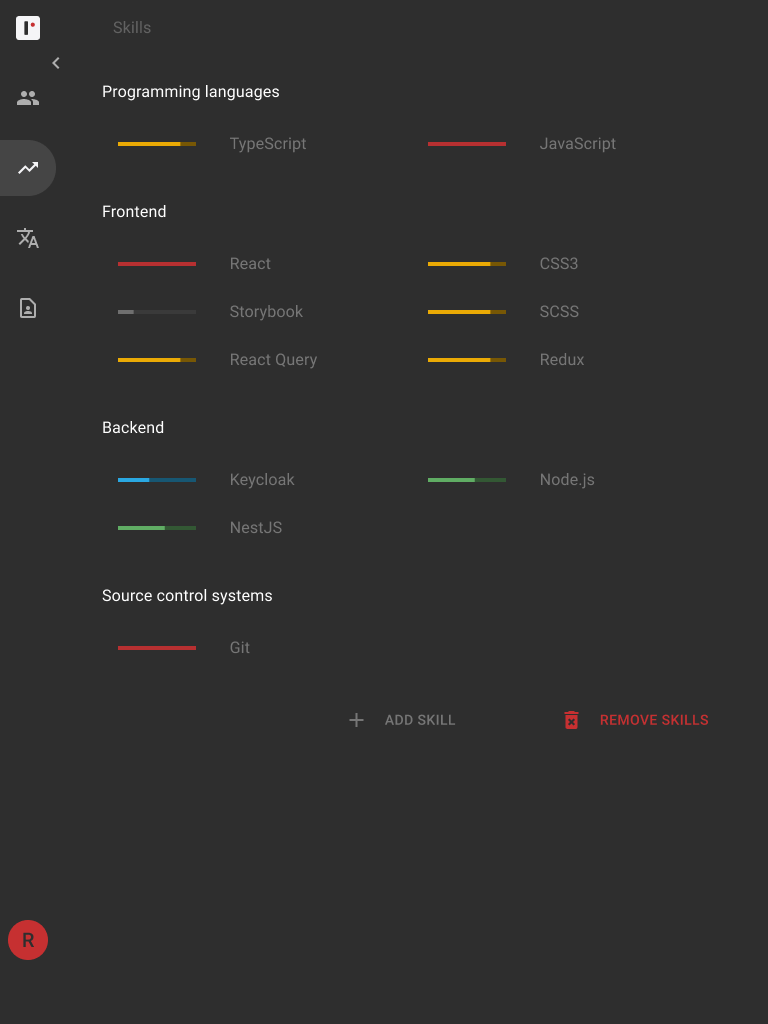 Skills
Programming languages
TypeScript
JavaScript
Frontend
React
CSS3
Storybook
SCSS
React Query
Redux
Backend
Keycloak
Node.js
NestJS
Source control systems
Git
ADD SKILL
REMOVE SKILLS
R